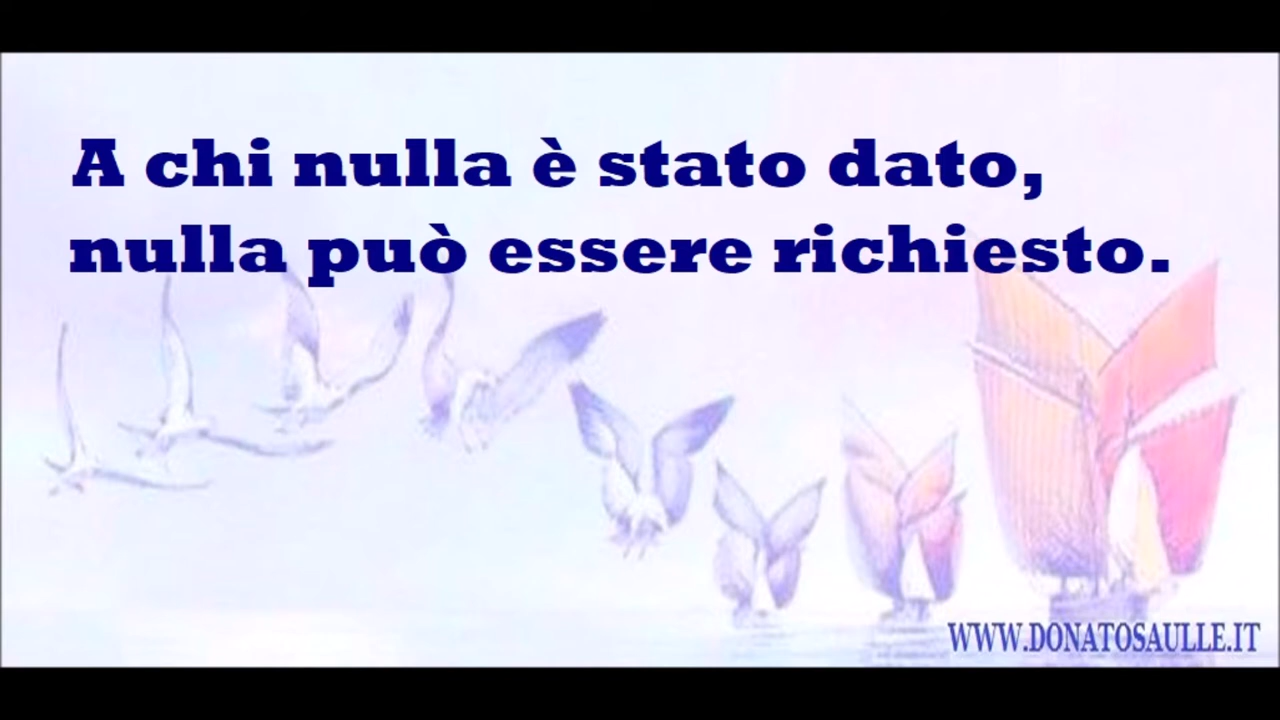 A chi nulla è stato dato,
nulla può essere richiesto.
WWW.DONATOSAULLE.IT